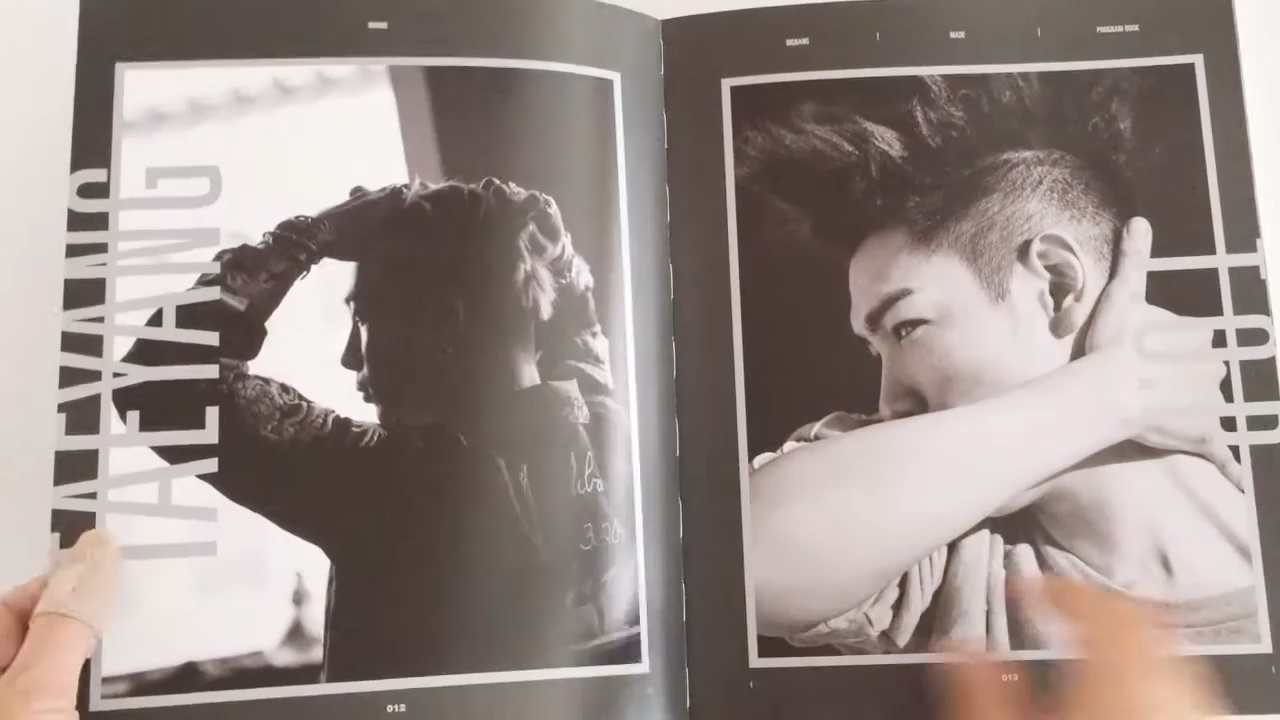 BIGBANG
MADE
PROGRAM BOOK
TAEYANG
TAEYANG
T.O.P
012
013